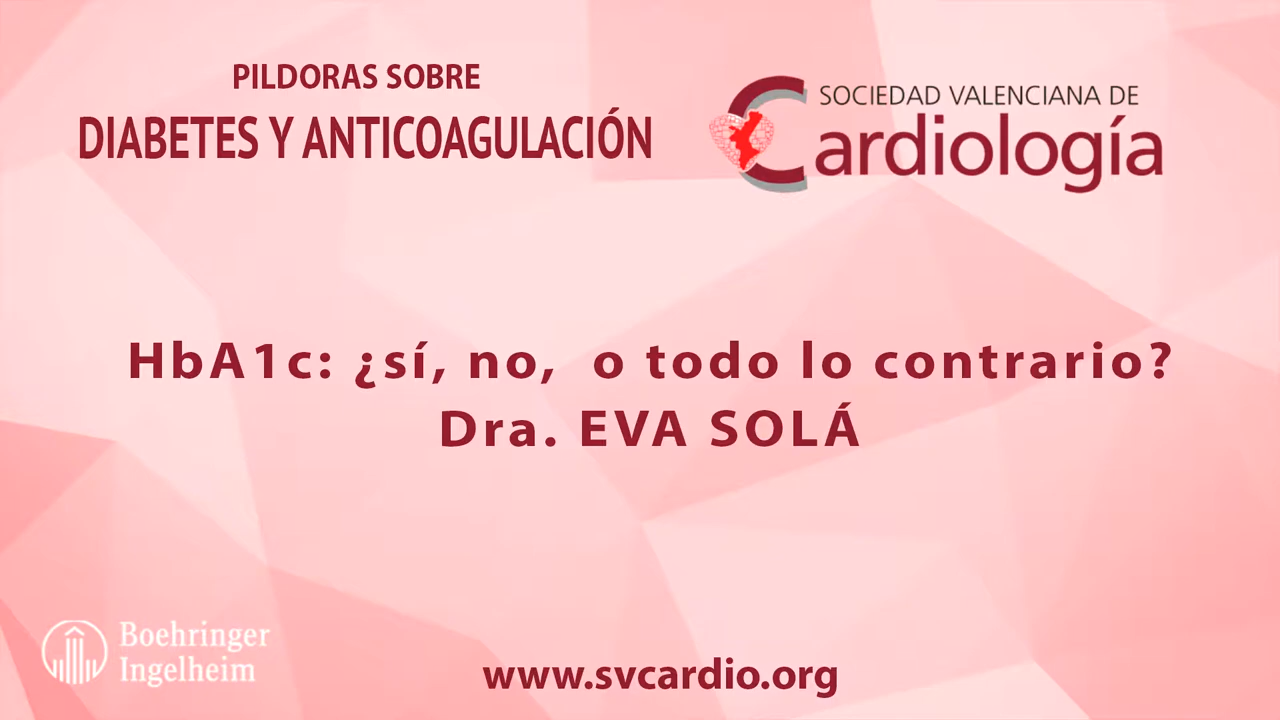 PILDORAS SOBRE
DIABETES Y ANTICOAGULACIÓN
SOCIEDAD VALENCIANA DE
Cardiología
HbA1c: ¿sí, no, o todo lo contrario?
Dra. EVA SOLÁ
Boehringer
Ingelheim
www.svcardio.org